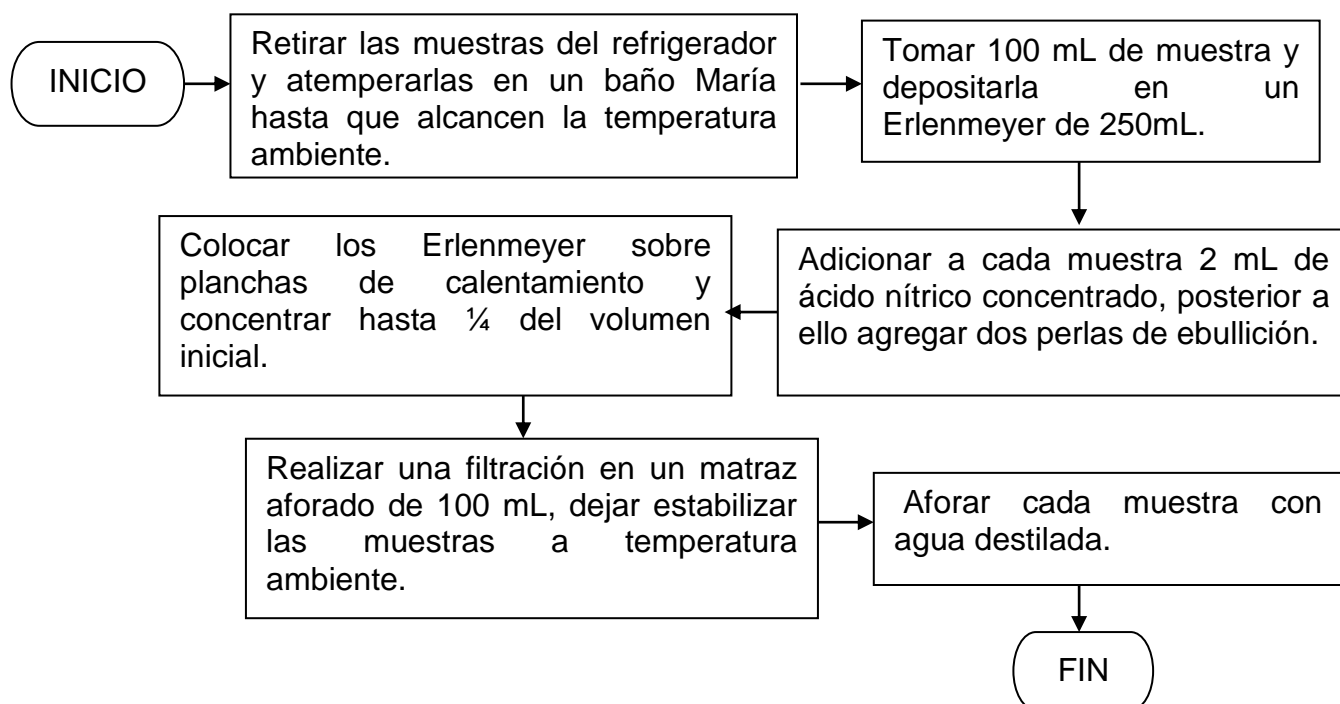 INICIO
Retirar las muestras del refrigerador
y atemperarlas en un baño María
hasta que alcancen la temperatura
ambiente.
Tomar 100 mL de muestra y
depositarla en un
Erlenmeyer de 250mL.
Adicionar a cada muestra 2 mL de
ácido nítrico concentrado, posterior a
ello agregar dos perlas de ebullición.
Colocar los Erlenmeyer sobre
planchas de calentamiento y
concentrar hasta ¼ del volumen
inicial.
Realizar una filtración en un matraz
aforado de 100 mL, dejar estabilizar
las muestras a temperatura
ambiente.
Aforar cada muestra con
agua destilada.
FIN